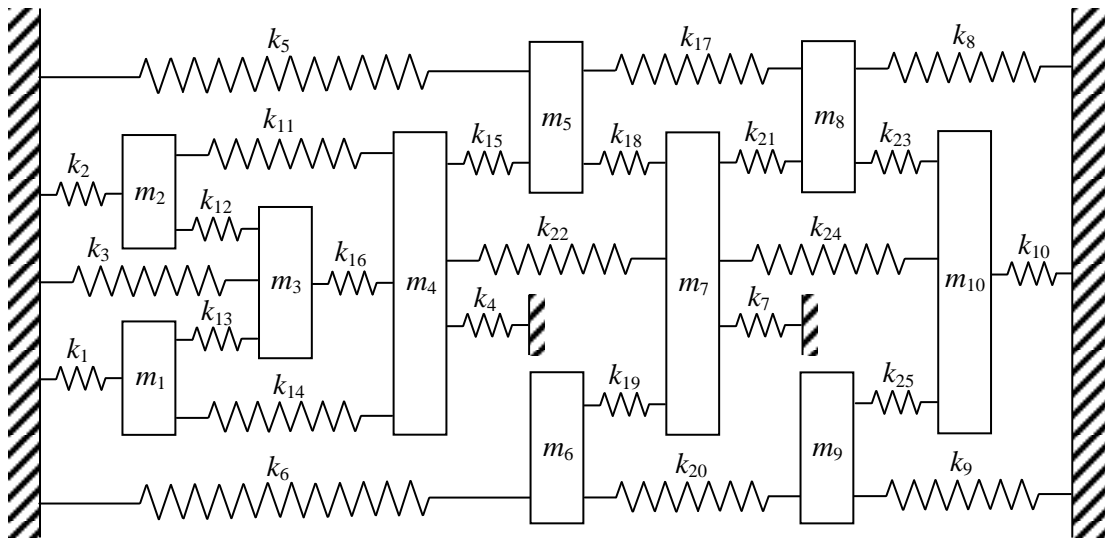 k₅ k₁₇ k₈
m₅ m₈
k₁₁ k₁₅ k₁₈ k₂₁ k₂₃
k₂ m₂ k₁₂
k₃ k₁₆ k₂₂ k₂₄ k₁₀
m₃ m₄ m₇ m₁₀
k₁₃ k₄ k₇
k₁ m₁ k₁₄ k₁₉ k₂₅
m₆ m₉
k₆ k₂₀ k₉